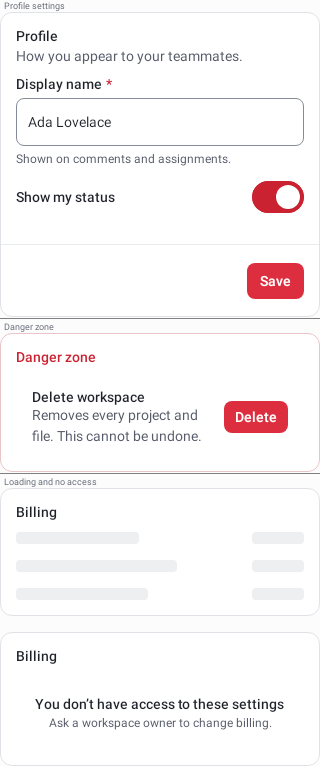 Profile settings
Profile
How you appear to your teammates.
Display name *
Ada Lovelace
Shown on comments and assignments.
Show my status
Save
Danger zone
Danger zone
Delete workspace
Removes every project and
file. This cannot be undone.
Delete
Loading and no access
Billing
Billing
You don’t have access to these settings
Ask a workspace owner to change billing.